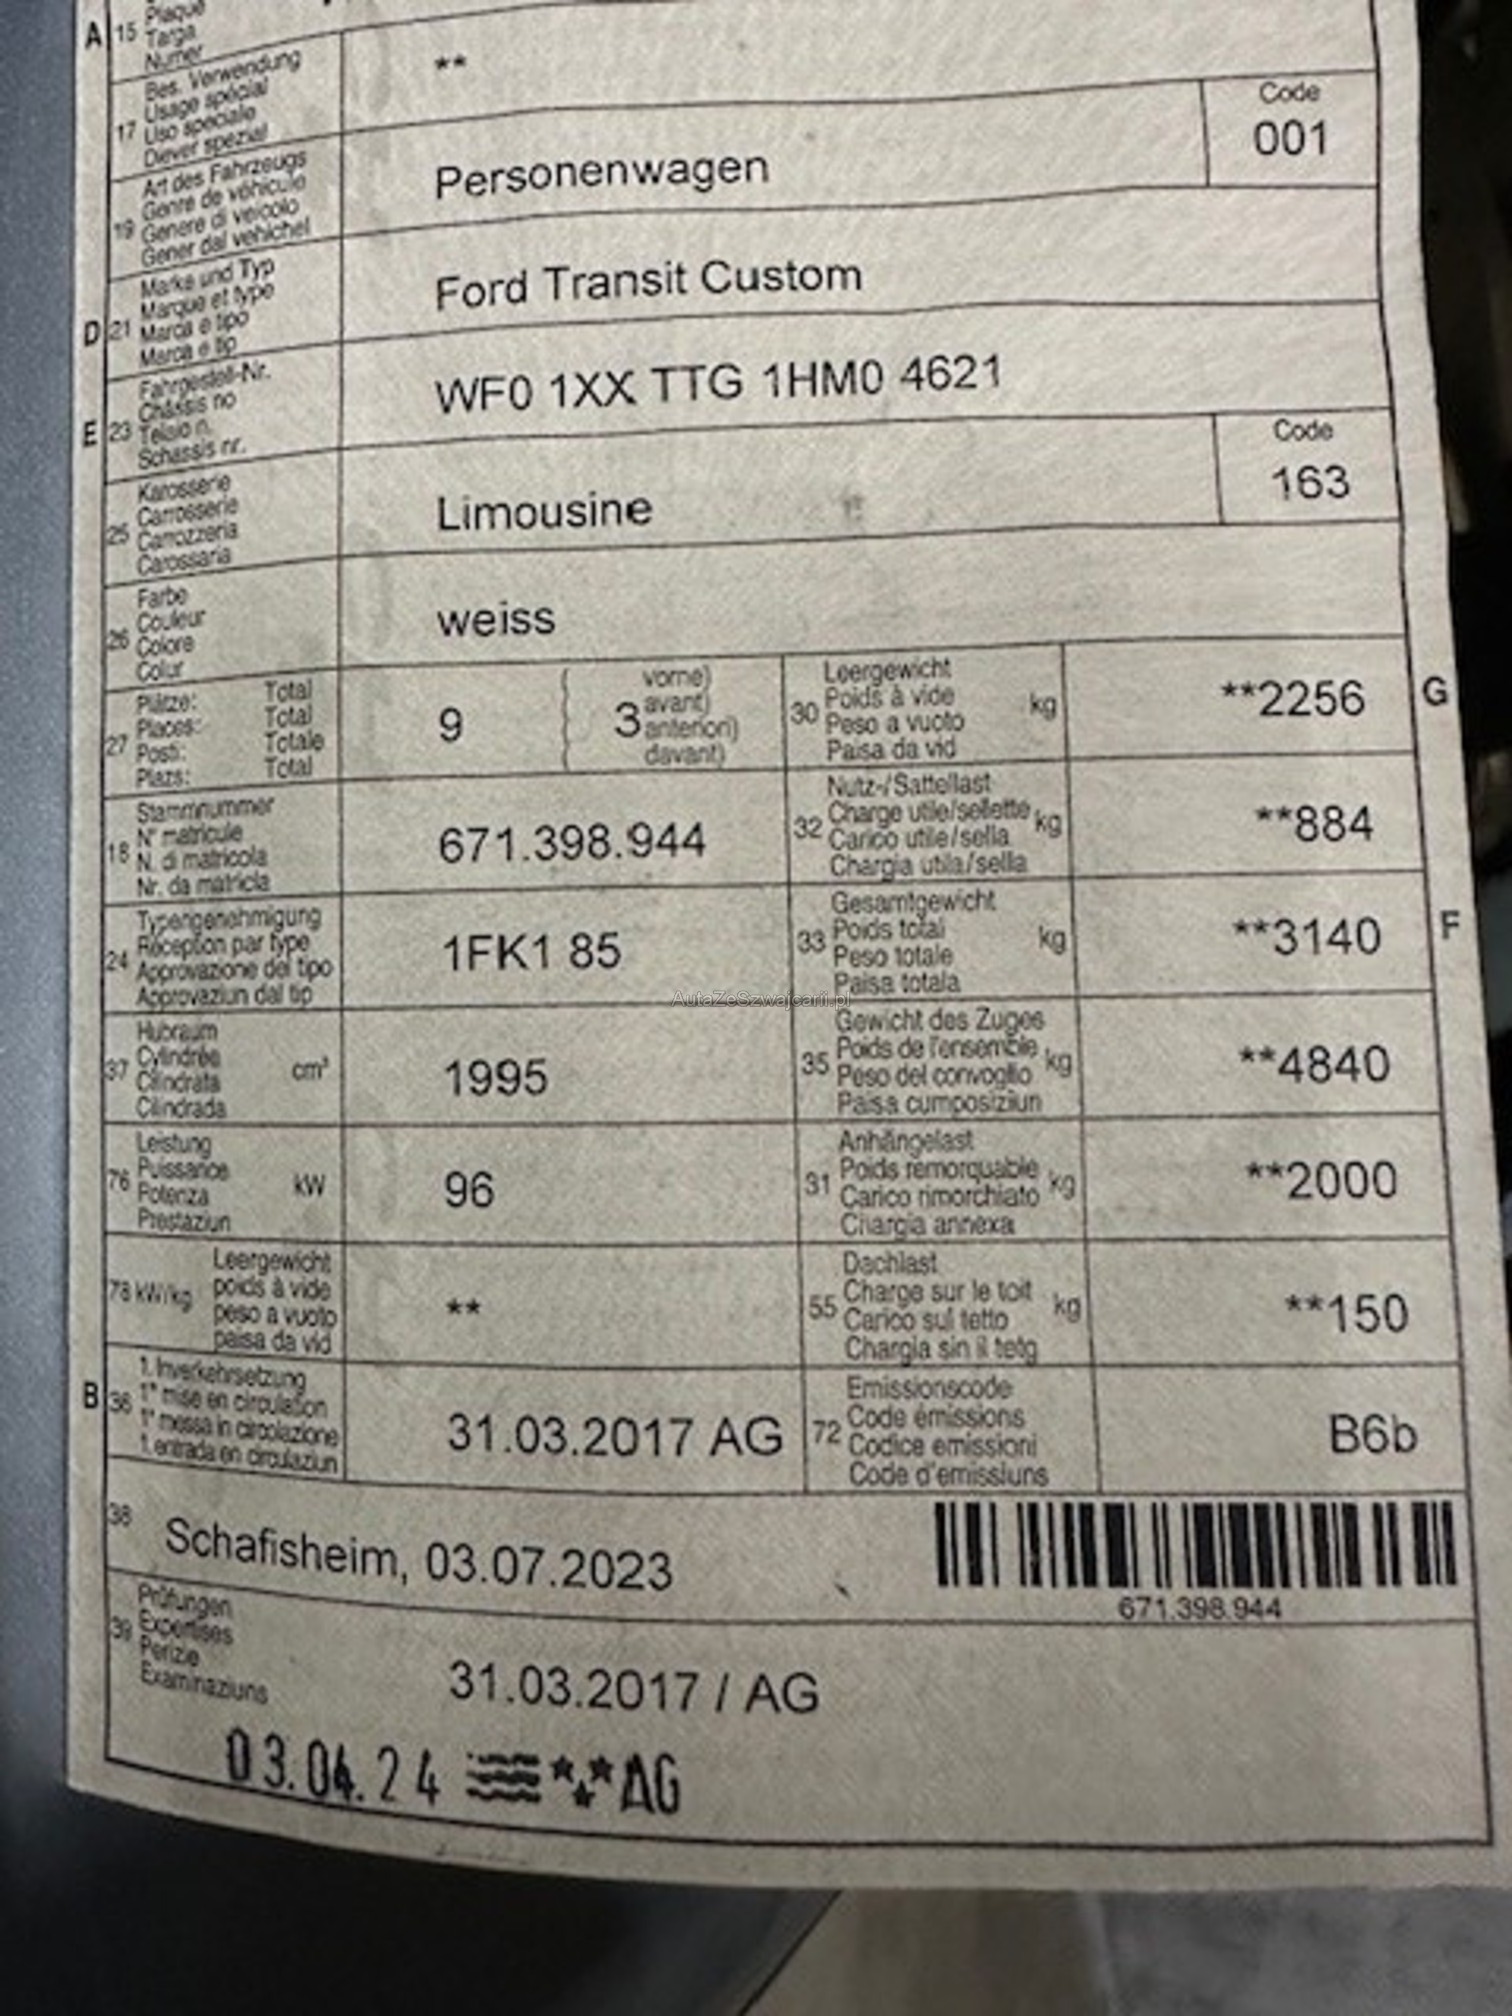 A 15 Plaque
Targa
Numer
17 Bes. Verwendung
Usage spécial
Uso speciale
Diever spezial
**
19 Art des Fahrzeugs
Genre de véhicule
Genere di veicolo
Gener dal vehichel
Personenwagen
Code
001
D 21 Marke und Typ
Marque et type
Marca e tipo
Marca e tip
Ford Transit Custom
E 23 Fahrgestell-Nr.
Châssis no
Telaio n.
Schassis nr.
WF0 1XX TTG 1HM0 4621
25 Karosserie
Carrosserie
Carrozzeria
Carossaria
Limousine
Code
163
26 Farbe
Couleur
Colore
Colur
weiss
27 Plätze: Total
Places: Total
Posti: Totale
Plazs: Total
9
3
vorne)
avant)
anteriori)
davant)
30 Leergewicht
Poids à vide
Peso a vuoto
Paisa da vid
kg
**2256
G
18 Stammnummer
N° matricule
N. di matricola
Nr. da matricla
671.398.944
32 Nutz-/Sattellast
Charge utile/sellette
Carico utile/sella
Chargia utila/sella
kg
**884
24 Typengenehmigung
Réception par type
Approvazione del tipo
Approvaziun dal tip
1FK1 85
33 Gesamtgewicht
Poids total
Peso totale
Paisa totala
kg
**3140
F
AutaZeSzwajcarii.pl
37 Hubraum
Cylindrée
Cilindrata
Cilindrada
cm³
1995
35 Gewicht des Zuges
Poids de l'ensemble
Peso del convoglio
Paisa cumposiziun
kg
**4840
76 Leistung
Puissance
Potenza
Prestaziun
kW
96
31 Anhängelast
Poids remorquable
Carico rimorchiato
Chargia annexa
kg
**2000
78 kW/kg
Leergewicht
poids à vide
peso a vuoto
paisa da vid
**
55 Dachlast
Charge sur le toit
Carico sul tetto
Chargia sin il tetg
kg
**150
B 36 1. Inverkehrsetzung
1re mise en circulation
1a messa in circolazione
1. entrada en circulaziun
31.03.2017 AG
72 Emissionscode
Code émissions
Codice emissioni
Code d'emissiuns
B6b
38
Schafisheim, 03.07.2023
671.398.944
39 Prüfungen
Expertises
Perizie
Examinaziuns
31.03.2017 / AG
03.04.24 AG